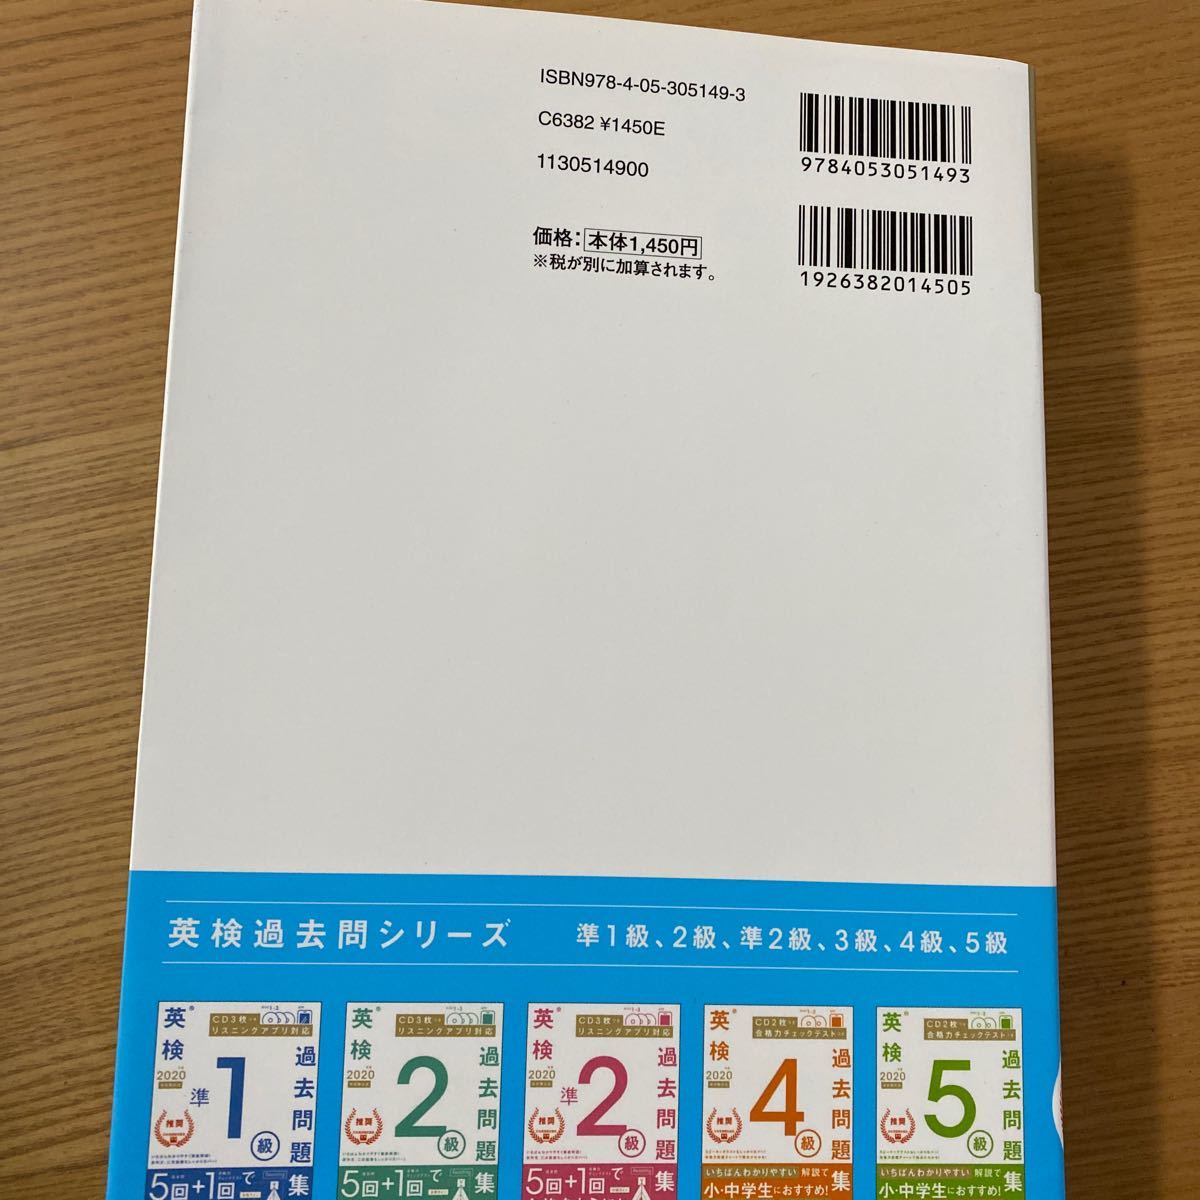 ISBN978-4-05-305149-3
C6382 ¥1450E
1130514900
価格：本体1,450円
※税が別に加算されます。
9784053051493
1926382014505
英検過去問シリーズ
準1級、2級、準2級、3級、4級、5級
英検®
2020
準1級
過去問題集
CD3枚
リスニングアプリ対応
推奨
5回+1回で
英検®
2020
2級
過去問題集
CD3枚
リスニングアプリ対応
推奨
5回+1回で
英検®
2020
準2級
過去問題集
CD3枚
リスニングアプリ対応
推奨
5回+1回で
英検®
2020
4級
過去問題集
CD2枚
合格力チェックテスト
推奨
いちばんわかりやすい解説で
小・中学生におすすめ!
英検®
2020
5級
過去問題集
CD2枚
合格力チェックテスト
推奨
いちばんわかりやすい解説で
小・中学生におすすめ!